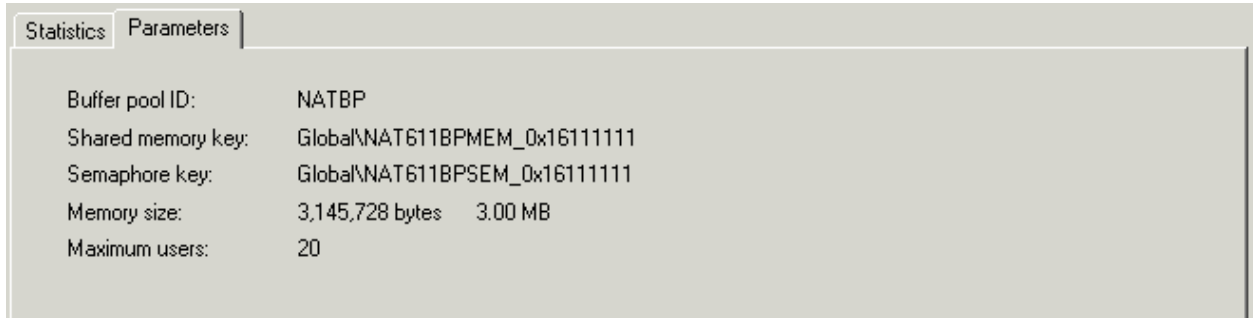 Statistics Parameters
Buffer pool ID: NATBP
Shared memory key: Global\NAT611BPMEM_0x16111111
Semaphore key: Global\NAT611BPSEM_0x16111111
Memory size: 3,145,728 bytes 3.00 MB
Maximum users: 20